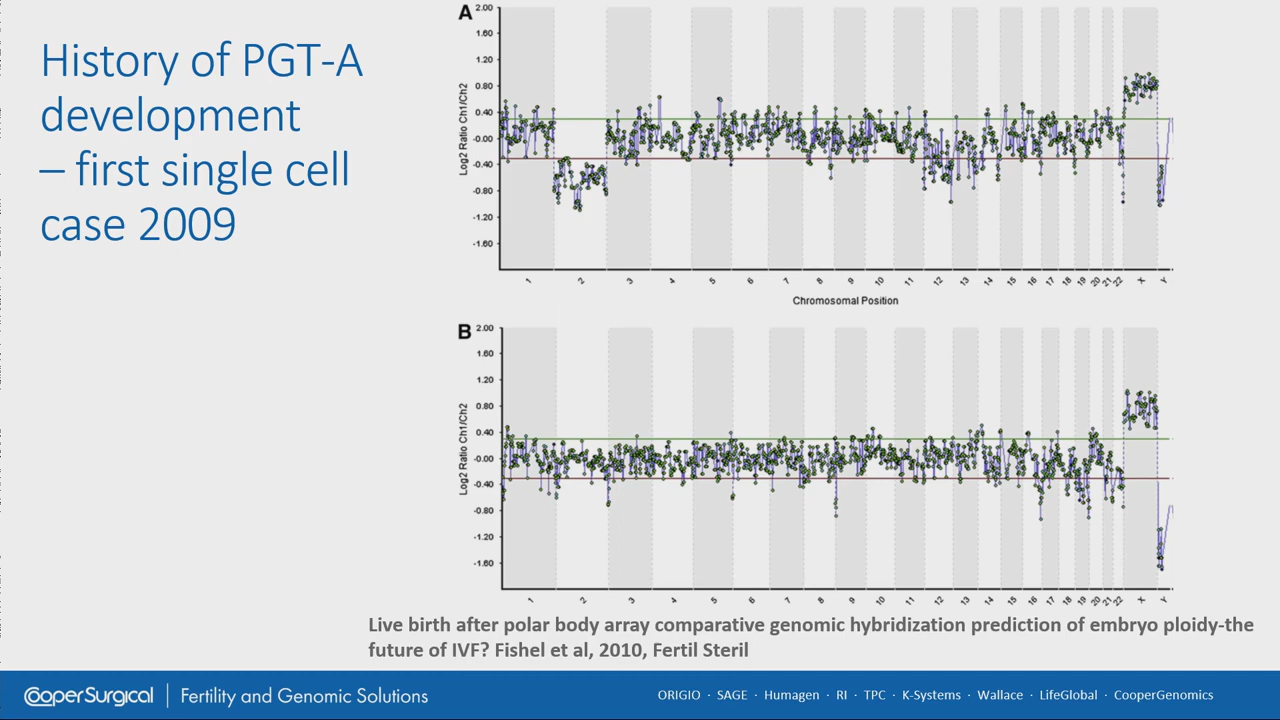 History of PGT-A
development
– first single cell
case 2009
A
2.00
1.60
1.20
0.80
0.40
-0.00
-0.40
-0.80
-1.20
-1.60
Log2 Ratio Ch1/Ch2
1 2 3 4 5 6 7 8 9 10 11 12 13 14 15 16 17 18 19 20 21 22 X Y
Chromosomal Position
B
2.00
1.60
1.20
0.80
0.40
-0.00
-0.40
-0.80
-1.20
-1.60
Log2 Ratio Ch1/Ch2
1 2 3 4 5 6 7 8 9 10 11 12 13 14 15 16 17 18 19 20 21 22 X Y
Live birth after polar body array comparative genomic hybridization prediction of embryo ploidy-the
future of IVF? Fishel et al, 2010, Fertil Steril
CooperSurgical | Fertility and Genomic Solutions
ORIGIO · SAGE · Humagen · RI · TPC · K-Systems · Wallace · LifeGlobal · CooperGenomics